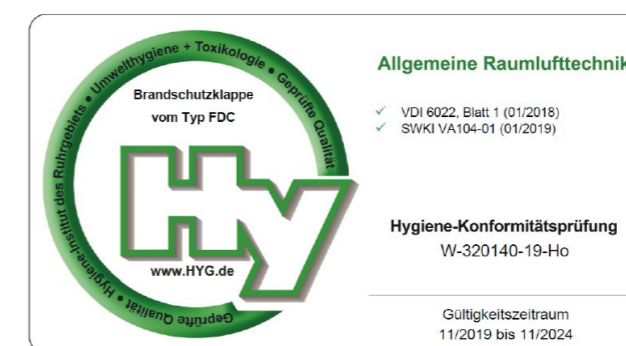 Hygiene-Institut des Ruhrgebiets • Umwelthygiene + Toxikologie • Geprüfte Qualität
Geprüfte Qualität •
Brandschutzklappe
vom Typ FDC
Hy
www.HYG.de
Allgemeine Raumlufttechnik
✓ VDI 6022, Blatt 1 (01/2018)
✓ SWKI VA104-01 (01/2019)
Hygiene-Konformitätsprüfung
W-320140-19-Ho
Gültigkeitszeitraum
11/2019 bis 11/2024